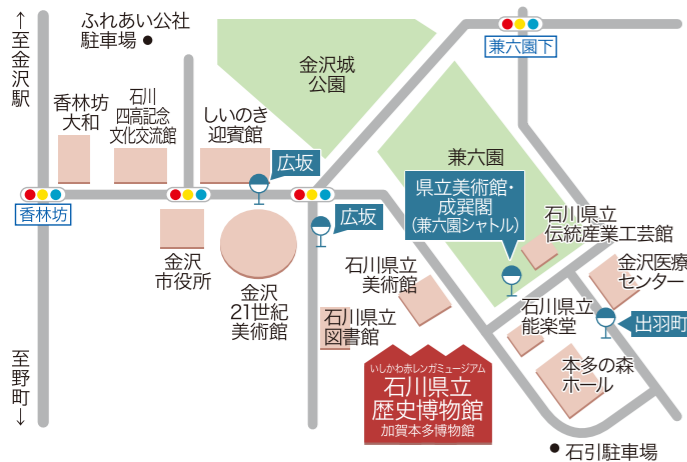 ←至金沢駅
ふれあい公社
駐車場
兼六園下
金沢城
公園
香林坊
大和
石川
四高記念
文化交流館
しいのき
迎賓館
広坂
兼六園
県立美術館・
成巽閣
(兼六園シャトル)
香林坊
広坂
石川県立
伝統産業工芸館
金沢
市役所
金沢
21世紀
美術館
石川県立
美術館
金沢医療
センター
石川県立
図書館
石川県立
能楽堂
出羽町
至野町→
いしかわ赤レンガミュージアム
石川県立
歴史博物館
加賀本多博物館
本多の森
ホール
石引駐車場